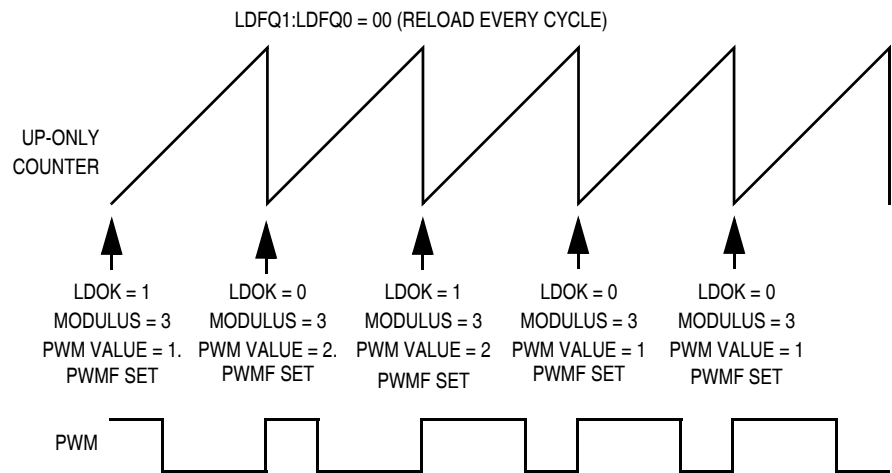 LDFQ1:LDFQ0 = 00 (RELOAD EVERY CYCLE)
UP-ONLY
COUNTER
LDOK = 1
MODULUS = 3
PWM VALUE = 1.
PWMF SET
LDOK = 0
MODULUS = 3
PWM VALUE = 2.
PWMF SET
LDOK = 1
MODULUS = 3
PWM VALUE = 2
PWMF SET
LDOK = 0
MODULUS = 3
PWM VALUE = 1
PWMF SET
LDOK = 0
MODULUS = 3
PWM VALUE = 1
PWMF SET
PWM